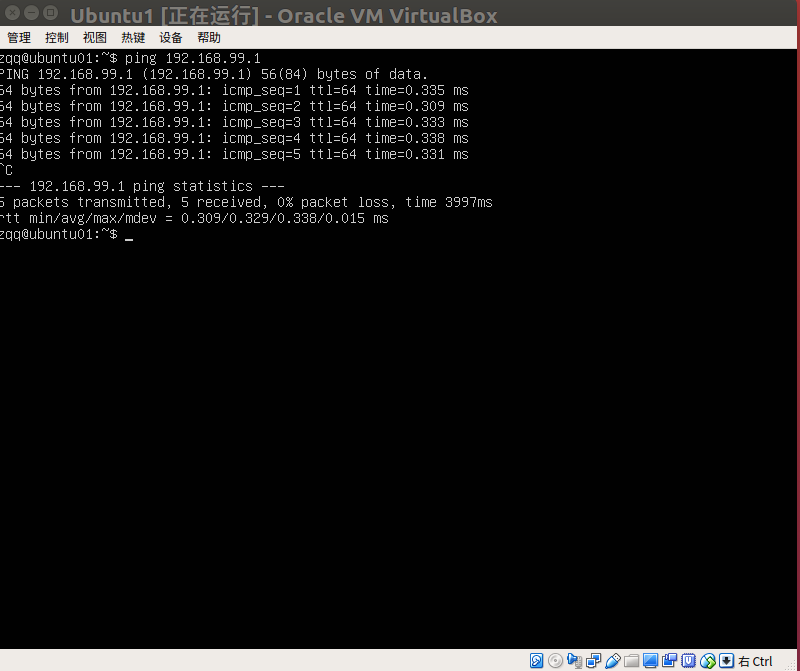 Ubuntu1 [正在运行] - Oracle VM VirtualBox
管理 控制 视图 热键 设备 帮助
zqq@ubuntu01:~$ ping 192.168.99.1
PING 192.168.99.1 (192.168.99.1) 56(84) bytes of data.
64 bytes from 192.168.99.1: icmp_seq=1 ttl=64 time=0.335 ms
64 bytes from 192.168.99.1: icmp_seq=2 ttl=64 time=0.309 ms
64 bytes from 192.168.99.1: icmp_seq=3 ttl=64 time=0.333 ms
64 bytes from 192.168.99.1: icmp_seq=4 ttl=64 time=0.338 ms
64 bytes from 192.168.99.1: icmp_seq=5 ttl=64 time=0.331 ms
^C
--- 192.168.99.1 ping statistics ---
5 packets transmitted, 5 received, 0% packet loss, time 3997ms
rtt min/avg/max/mdev = 0.309/0.329/0.338/0.015 ms
zqq@ubuntu01:~$ _
右 Ctrl